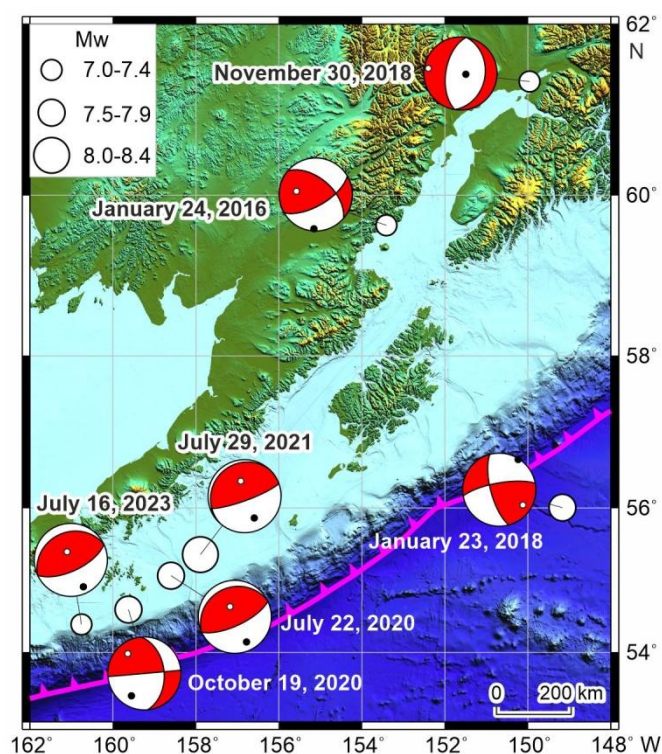 Mw
7.0-7.4
7.5-7.9
8.0-8.4
62°
N
November 30, 2018
60°
January 24, 2016
58°
July 29, 2021
July 16, 2023
56°
January 23, 2018
July 22, 2020
54°
October 19, 2020
0 200 km
162 160 158 156 154 152 150 148° W